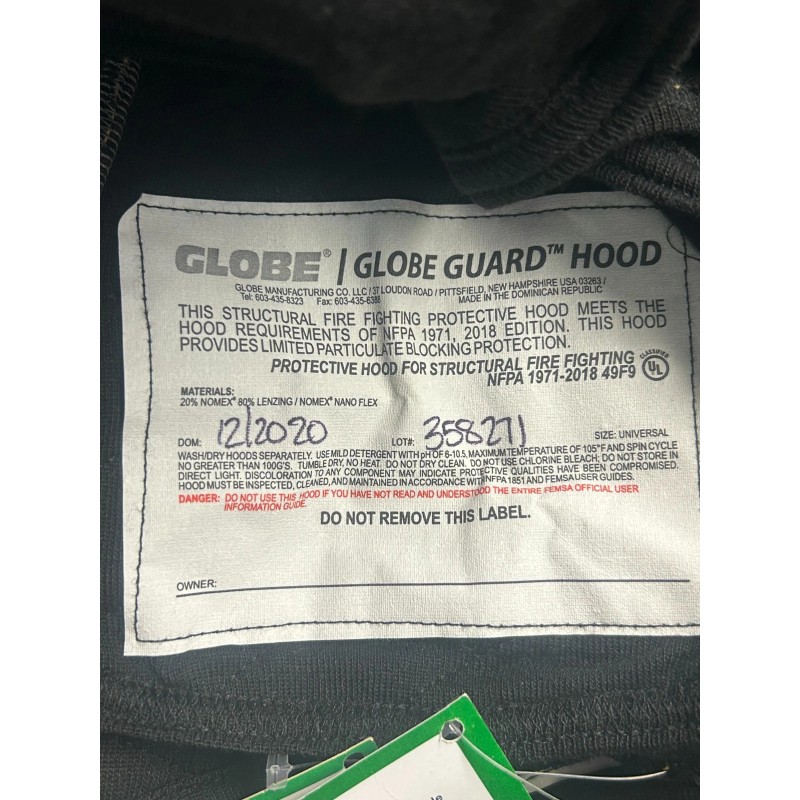 GLOBE® | GLOBE GUARD™ HOOD
GLOBE MANUFACTURING CO. LLC / 37 LOUDON ROAD / PITTSFIELD, NEW HAMPSHIRE USA 03263 /
Tel: 603-435-8323 Fax: 603-435-6388 MADE IN THE DOMINICAN REPUBLIC
THIS STRUCTURAL FIRE FIGHTING PROTECTIVE HOOD MEETS THE
HOOD REQUIREMENTS OF NFPA 1971, 2018 EDITION. THIS HOOD
PROVIDES LIMITED PARTICULATE BLOCKING PROTECTION.
PROTECTIVE HOOD FOR STRUCTURAL FIRE FIGHTING
NFPA 1971-2018 49F9
CLASSIFIED
UL
MATERIALS:
20% NOMEX® 80% LENZING / NOMEX® NANO FLEX
DOM: 12/2020 LOT#: 358271 SIZE: UNIVERSAL
WASH/DRY HOODS SEPARATELY. USE MILD DETERGENT WITH pH OF 6-10.5, MAXIMUM TEMPERATURE OF 105°F AND SPIN CYCLE
NO GREATER THAN 100G'S. TUMBLE DRY, NO HEAT. DO NOT DRY CLEAN. DO NOT USE CHLORINE BLEACH; DO NOT STORE IN
DIRECT LIGHT. DISCOLORATION TO ANY COMPONENT MAY INDICATE PROTECTIVE QUALITIES HAVE BEEN COMPROMISED.
HOOD MUST BE INSPECTED, CLEANED, AND MAINTAINED IN ACCORDANCE WITH NFPA 1851 AND FEMSA USER GUIDES.
DANGER: DO NOT USE THIS HOOD IF YOU HAVE NOT READ AND UNDERSTOOD THE ENTIRE FEMSA OFFICIAL USER
INFORMATION GUIDE.
DO NOT REMOVE THIS LABEL.
OWNER: